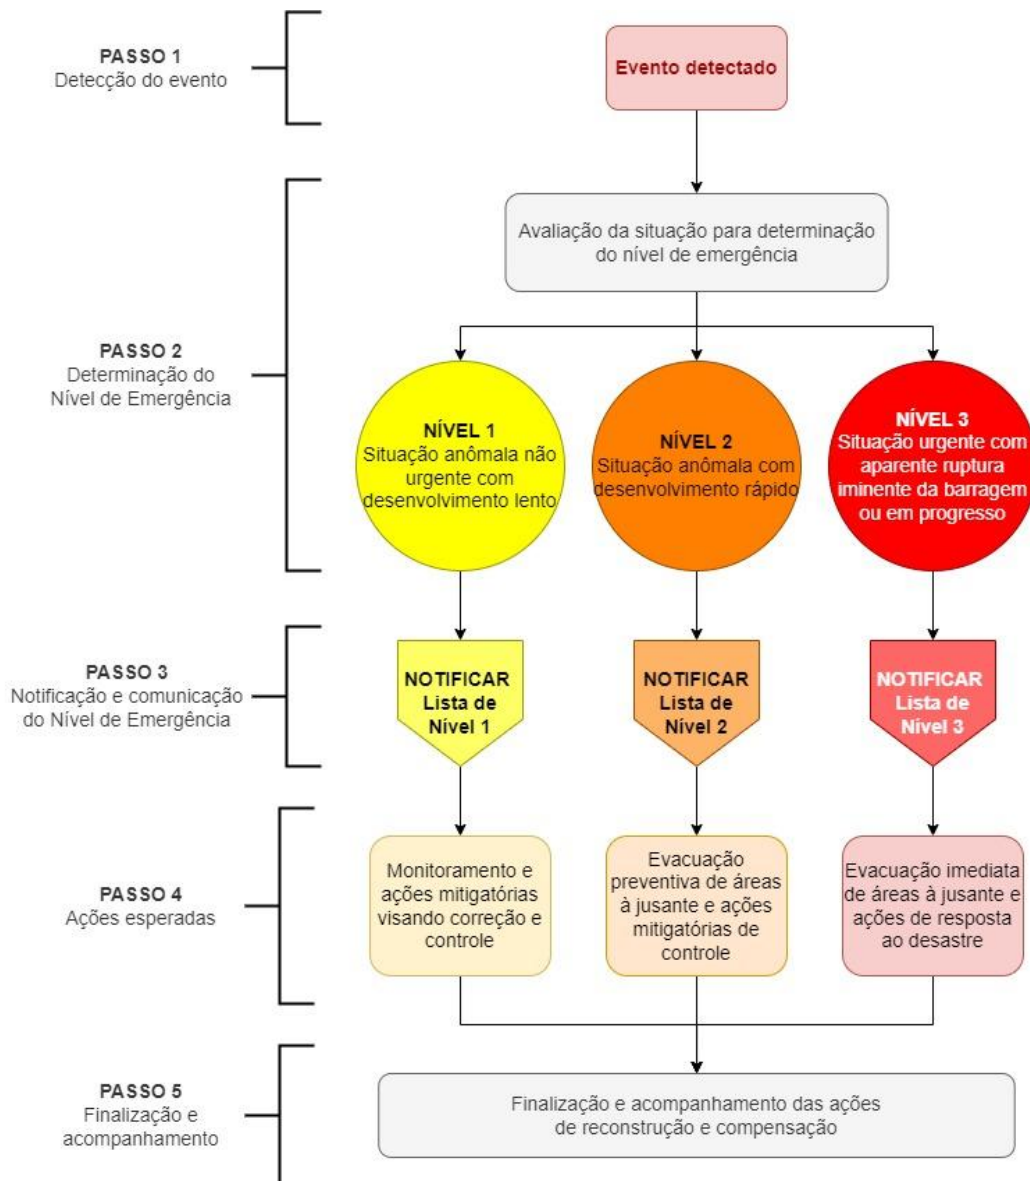 PASSO 1
Detecção do evento
Evento detectado
Avaliação da situação para determinação
do nível de emergência
PASSO 2
Determinação do
Nível de Emergência
NÍVEL 1
Situação anômala não
urgente com
desenvolvimento lento
NÍVEL 2
Situação anômala com
desenvolvimento rápido
NÍVEL 3
Situação urgente com
aparente ruptura
iminente da barragem
ou em progresso
PASSO 3
Notificação e comunicação
do Nível de Emergência
NOTIFICAR
Lista de
Nível 1
NOTIFICAR
Lista de
Nível 2
NOTIFICAR
Lista de
Nível 3
PASSO 4
Ações esperadas
Monitoramento e
ações mitigatórias
visando correção e
controle
Evacuação
preventiva de áreas
à jusante e ações
mitigatórias de
controle
Evacuação imediata
de áreas à jusante e
ações de resposta
ao desastre
PASSO 5
Finalização e
acompanhamento
Finalização e acompanhamento das ações
de reconstrução e compensação